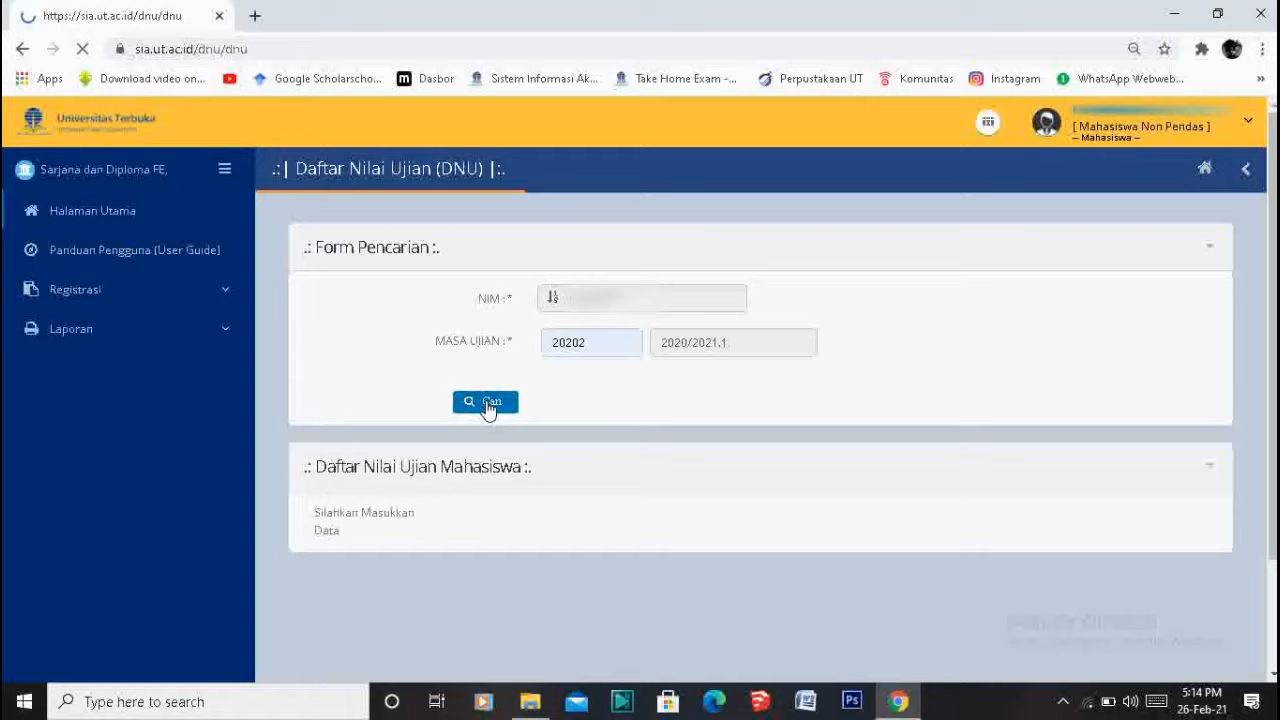 https://sia.ut.ac.id/dnu/dnu
sia.ut.ac.id/dnu/dnu
Apps
Download video on...
Google Scholarscho...
Dasbor
Sistem Informasi Ak...
Take Home Exam -...
Perpustakaan UT
Komunitas
Instagram
WhatsApp Webweb...
»
Universitas Terbuka
[ Mahasiswa Non Pendas ]
-- Mahasiswa --
Sarjana dan Diploma FE,
.:| Daftar Nilai Ujian (DNU) |:.
Halaman Utama
Panduan Pengguna (User Guide)
Registrasi
Laporan
.: Form Pencarian :.
NIM :*
MASA UJIAN :*
20202
2020/2021.1
Cari
.: Daftar Nilai Ujian Mahasiswa :.
Silahkan Masukkan
Data
Type here to search
5:14 PM
26-Feb-21